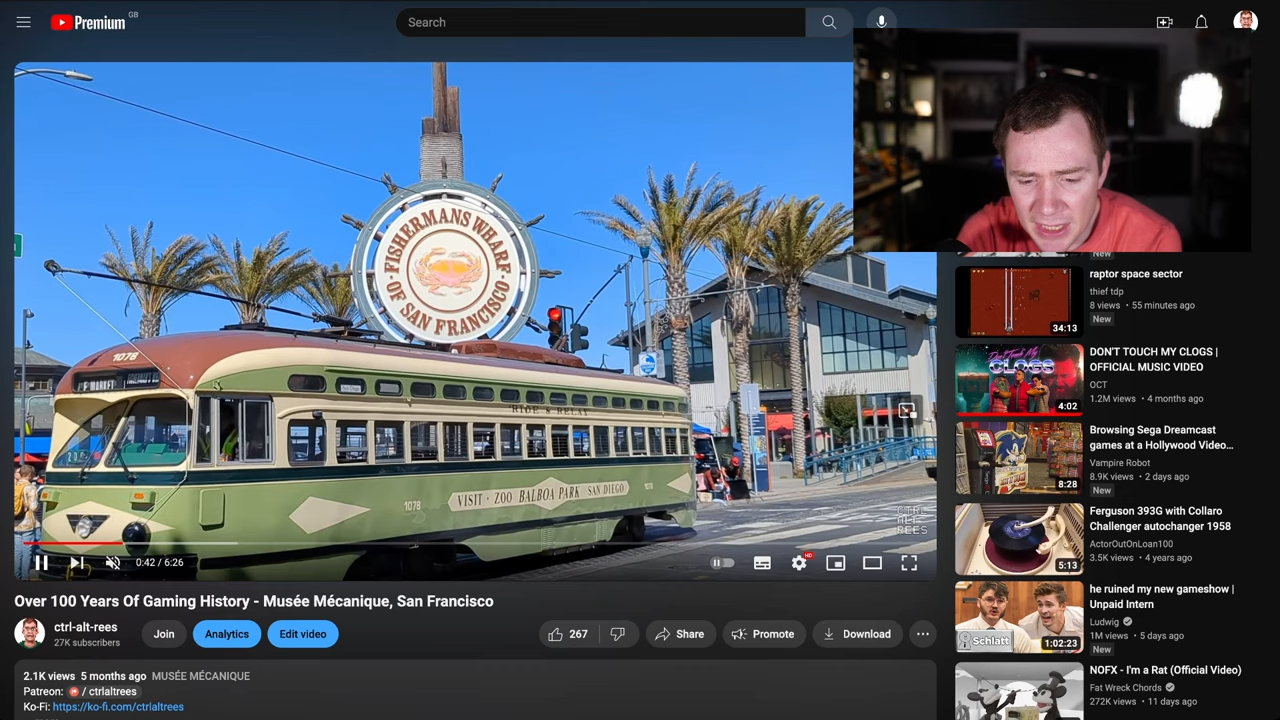 Premium GB
Search
FISHERMANS WHARF
OF SAN FRANCISCO
1078
F MARKET
RIDE & RELAX
VISIT · ZOO BALBOA PARK · SAN DIEGO
1078
1078
CTRL
ALT
REES
0:42 / 6:26
HD
Over 100 Years Of Gaming History - Musée Mécanique, San Francisco
ctrl-alt-rees
27K subscribers
Join
Analytics
Edit video
267
Share
Promote
Download
2.1K views 5 months ago MUSÉE MÉCANIQUE
Patreon: / ctrlaltrees
Ko-Fi: https://ko-fi.com/ctrlaltrees
New
raptor space sector
thief tdp
8 views • 55 minutes ago
New
34:13
DON'T TOUCH MY CLOGS |
OFFICIAL MUSIC VIDEO
OCT
1.2M views • 4 months ago
Don't Touch My
CLOGS
4:02
Browsing Sega Dreamcast
games at a Hollywood Video...
Vampire Robot
8.9K views • 2 days ago
New
8:28
Ferguson 393G with Collaro
Challenger autochanger 1958
ActorOutOnLoan100
3.5K views • 4 years ago
5:13
he ruined my new gameshow |
Unpaid Intern
Ludwig
1M views • 5 days ago
New
Schlatt
1:02:23
NOFX - I'm a Rat (Official Video)
Fat Wreck Chords
272K views • 11 days ago